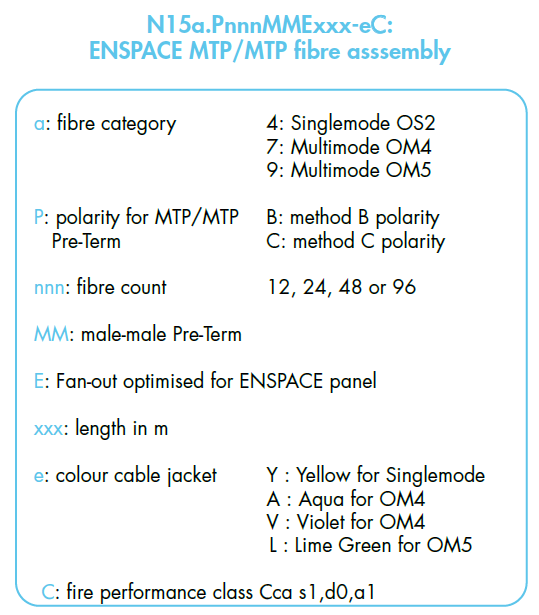 N15a.PnnnMMExxx-eC:
ENSPACE MTP/MTP fibre asssembly
a: fibre category 4: Singlemode OS2
7: Multimode OM4
9: Multimode OM5
P: polarity for MTP/MTP B: method B polarity
Pre-Term C: method C polarity
nnn: fibre count 12, 24, 48 or 96
MM: male-male Pre-Term
E: Fan-out optimised for ENSPACE panel
xxx: length in m
e: colour cable jacket Y : Yellow for Singlemode
A : Aqua for OM4
V : Violet for OM4
L : Lime Green for OM5
C: fire performance class Cca s1,d0,a1